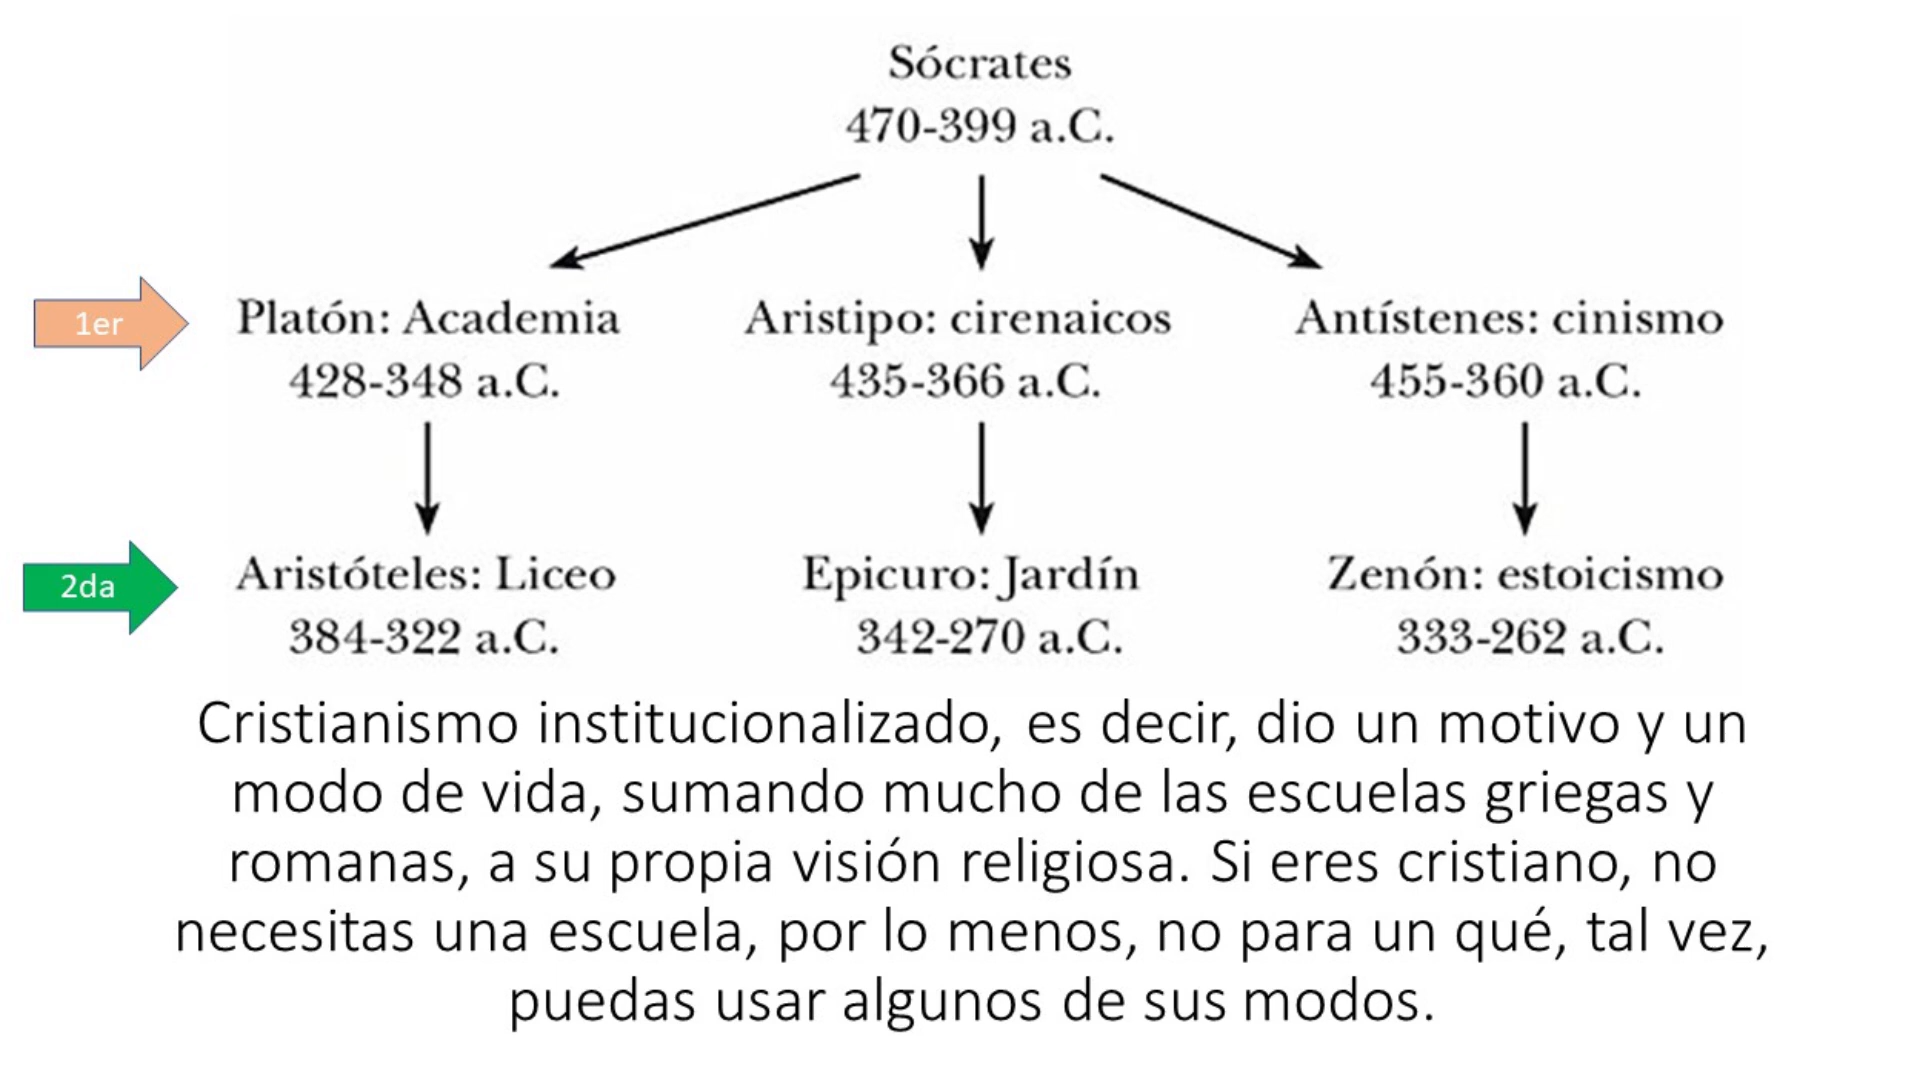 Sócrates
470-399 a.C.
1er
Platón: Academia
428-348 a.C.
Aristipo: cirenaicos
435-366 a.C.
Antístenes: cinismo
455-360 a.C.
2da
Aristóteles: Liceo
384-322 a.C.
Epicuro: Jardín
342-270 a.C.
Zenón: estoicismo
333-262 a.C.
Cristianismo institucionalizado, es decir, dio un motivo y un
modo de vida, sumando mucho de las escuelas griegas y
romanas, a su propia visión religiosa. Si eres cristiano, no
necesitas una escuela, por lo menos, no para un qué, tal vez,
puedas usar algunos de sus modos.